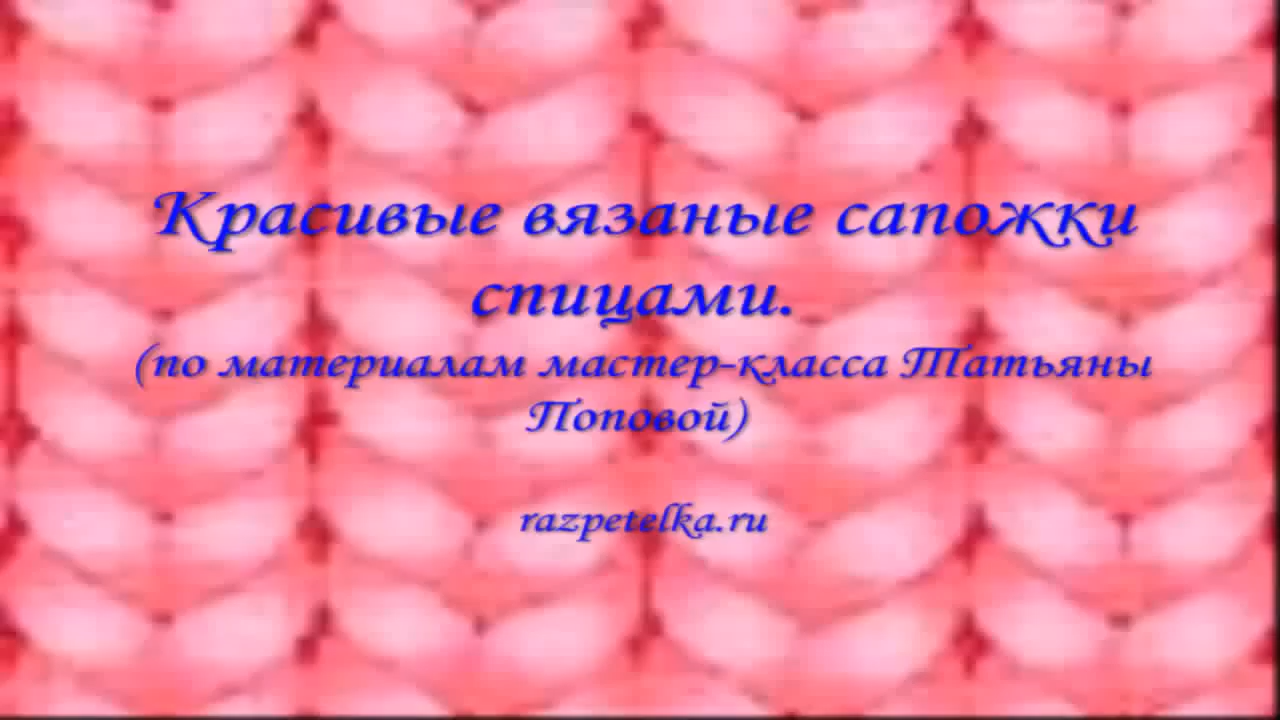 Красивые вязаные сапожки
спицами.
(по материалам мастер-класса Татьяны
Поповой)
razpetelka.ru